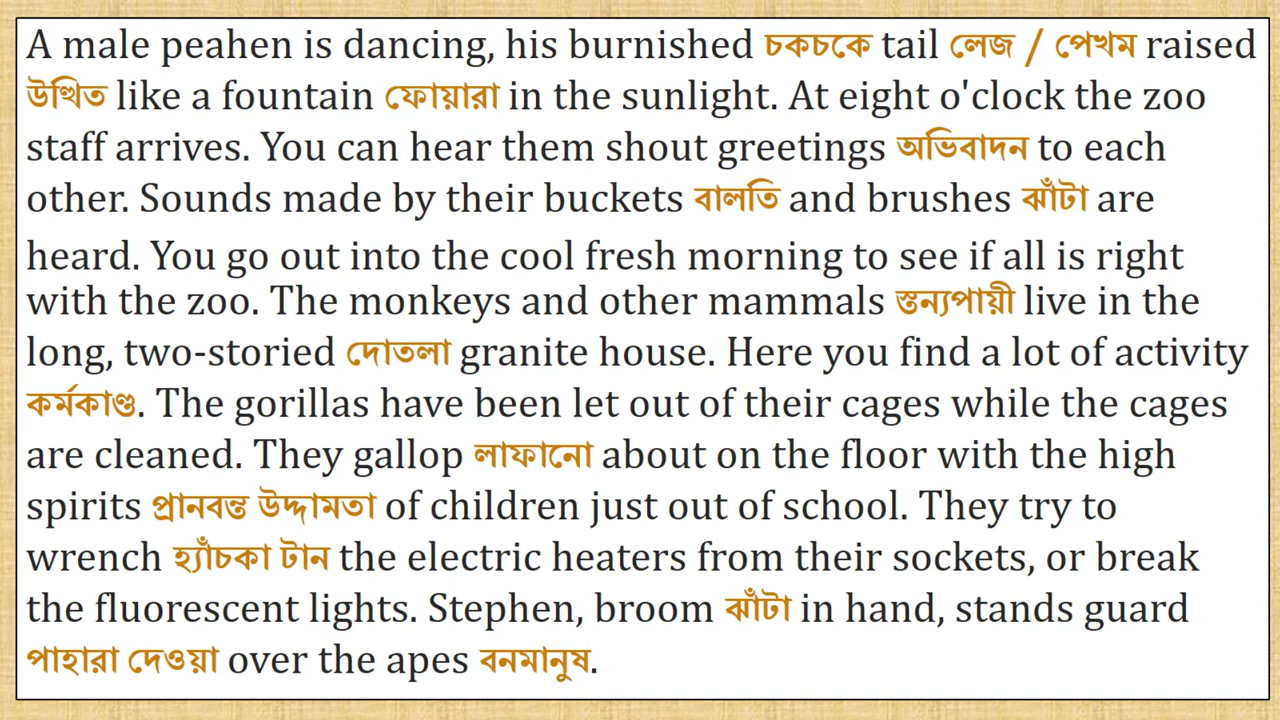 A male peahen is dancing, his burnished চকচকে tail লেজ / পেখম raised
উত্থিত like a fountain ফোয়ারা in the sunlight. At eight o'clock the zoo
staff arrives. You can hear them shout greetings অভিবাদন to each
other. Sounds made by their buckets বালতি and brushes ঝাঁটা are
heard. You go out into the cool fresh morning to see if all is right
with the zoo. The monkeys and other mammals স্তন্যপায়ী live in the
long, two-storied দোতলা granite house. Here you find a lot of activity
কর্মকাণ্ড. The gorillas have been let out of their cages while the cages
are cleaned. They gallop লাফানো about on the floor with the high
spirits প্রানবন্ত উদ্দামতা of children just out of school. They try to
wrench হ্যাঁচকা টান the electric heaters from their sockets, or break
the fluorescent lights. Stephen, broom ঝাঁটা in hand, stands guard
পাহারা দেওয়া over the apes বনমানুষ.